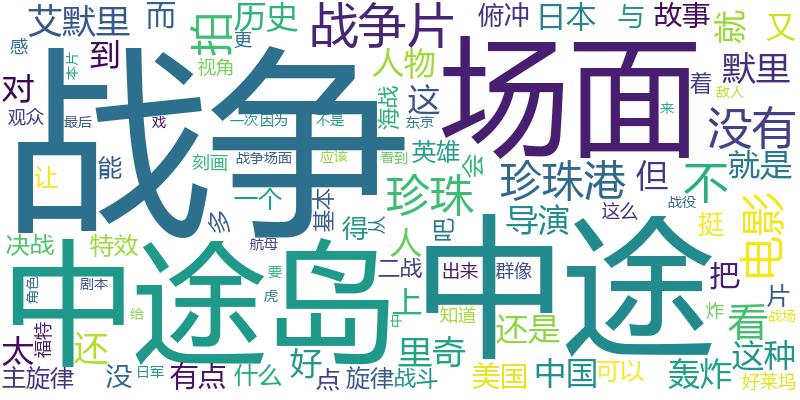 艾默里 而 拍 历史 战争片 俯冲 日本 与 故事 就 又
感 到 更 本片 视角 人物 场面 着 默里
对 战争 海战 这 敌人
观众 最后 戏 一次 因为 不是 东京 来 没有
能 刻画 战争场面 应该 看到 英雄 会 珍珠港 但 不 就是
让 一个 基本 珍珠 导演 这么 战役 挺 电影
多 得 从 人 吧
决战 特效 航母 二战 出来 群像 把 片
中途岛 中途
角色 剧本 给 虎 要 上 知道 炸 战场
太 福特 还 中 还是 看
主旋律 没 日军 有点 什么 好 点 旋律 战斗 里奇 美国 中国 可以 轰炸 这种 好莱坞